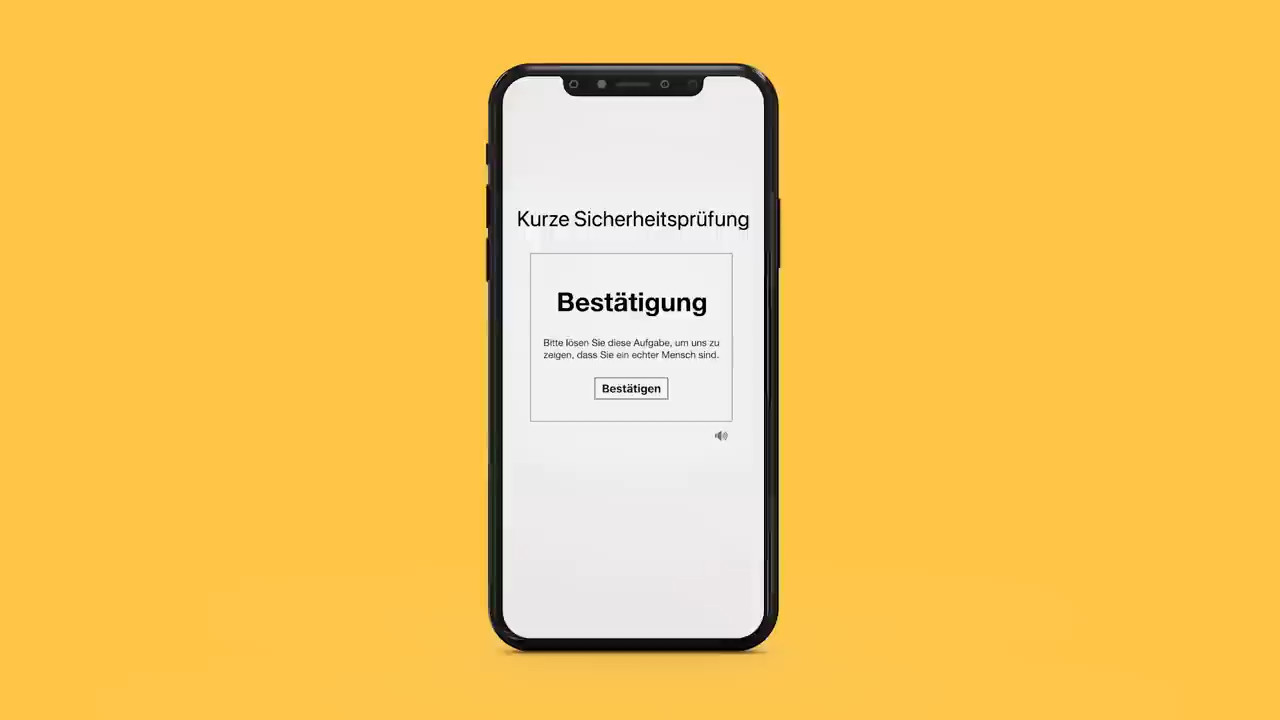 Kurze Sicherheitsprüfung
Bestätigung
Bitte lösen Sie diese Aufgabe, um uns zu
zeigen, dass Sie ein echter Mensch sind.
Bestätigen